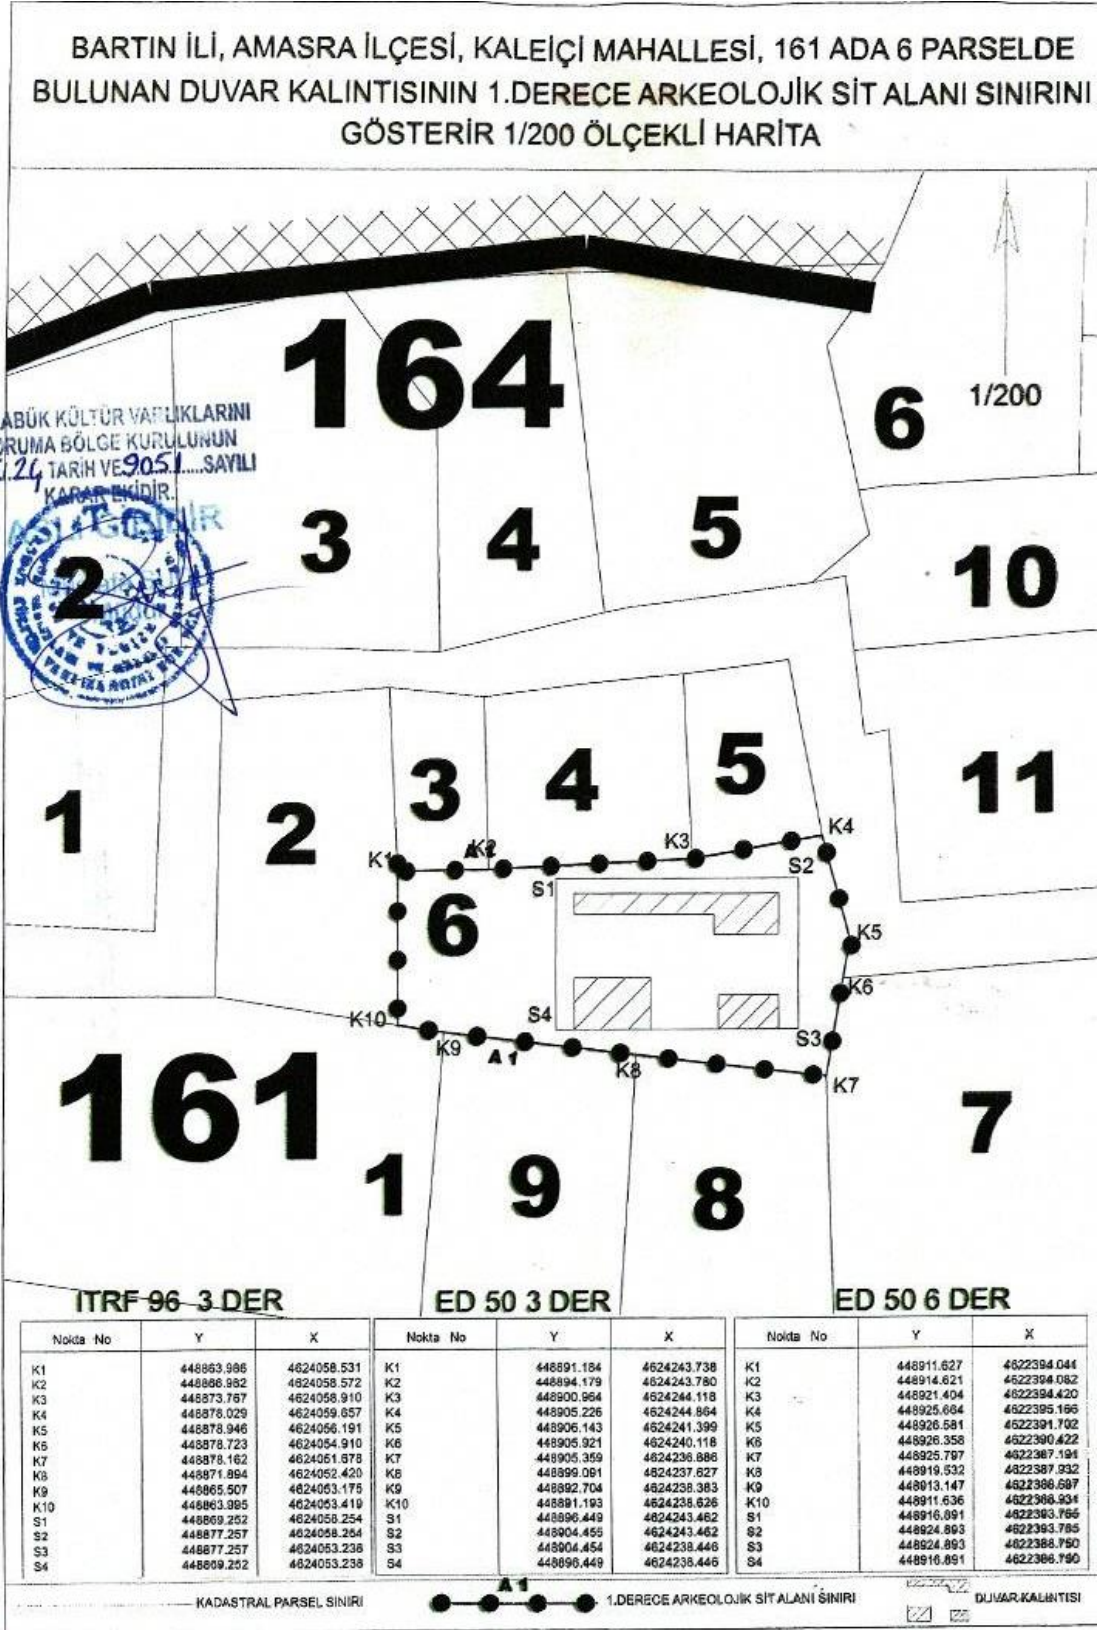 BARTIN İLİ, AMASRA İLÇESİ, KALEİÇİ MAHALLESİ, 161 ADA 6 PARSELDE
BULUNAN DUVAR KALINTISININ 1.DERECE ARKEOLOJİK SİT ALANI SINIRINI
GÖSTERİR 1/200 ÖLÇEKLİ HARİTA
164
6
1/200
ABÜK KÜLTÜR VARLIKLARINI
RUMA BÖLGE KURULUNUN
24 TARİH VE 9051 SAYILI
KARAR EKİDİR.
ASLI GİBİDİR
T.C.
2
3
4
5
10
1
2
3
4
5
11
K1
A 1
K2
K3
K4
S1
S2
6
K5
K6
K10
K9
A 1
S4
S3
K8
K7
161
1
9
8
7
ITRF 96 3 DER
Nokta No Y X
K1 448863.986 4624058.531
K2 448866.982 4624058.572
K3 448873.767 4624058.910
K4 448878.029 4624059.657
K5 448878.946 4624056.191
K6 448878.723 4624054.910
K7 448878.162 4624051.678
K8 448871.894 4624052.420
K9 448865.507 4624053.175
K10 448863.995 4624053.419
S1 448869.252 4624058.254
S2 448877.257 4624058.254
S3 448877.257 4624053.238
S4 448869.252 4624053.238
ED 50 3 DER
Nokta No Y X
K1 448891.184 4624243.738
K2 448894.179 4624243.780
K3 448900.964 4624244.118
K4 448905.226 4624244.864
K5 448906.143 4624241.399
K6 448905.921 4624240.118
K7 448905.359 4624236.886
K8 448899.091 4624237.627
K9 448892.704 4624238.383
K10 448891.193 4624238.626
S1 448896.449 4624243.462
S2 448904.455 4624243.462
S3 448904.454 4624238.446
S4 448896.449 4624238.446
ED 50 6 DER
Nokta No Y X
K1 448911.627 4622394.041
K2 448914.621 4622394.082
K3 448921.404 4622394.420
K4 448925.664 4622395.166
K5 448926.581 4622391.702
K6 448926.358 4622390.422
K7 448925.797 4622387.191
K8 448919.532 4622387.932
K9 448913.147 4622388.687
K10 448911.636 4622388.931
S1 448916.891 4622393.765
S2 448924.893 4622393.765
S3 448924.893 4622388.750
S4 448916.891 4622388.750
KADASTRAL PARSEL SINIRI
A 1
1.DERECE ARKEOLOJİK SİT ALANI SINIRI
DUVAR KALINTISI